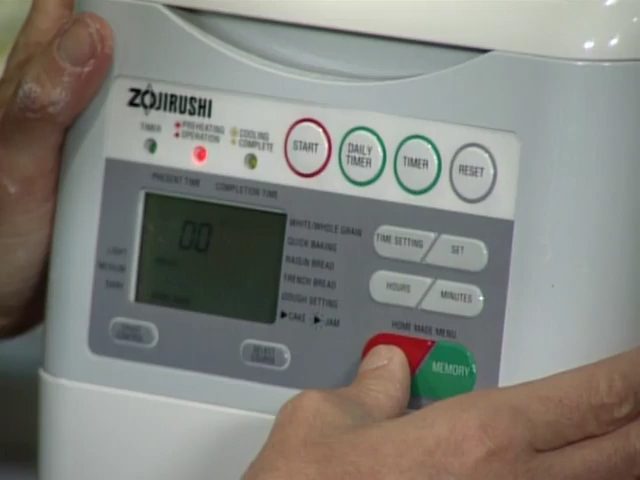 ZOJIRUSHI
TIMER
PREHEATING
OPERATION
COOLING
COMPLETE
START
DAILY
TIMER
TIMER
RESET
PRESENT TIME
COMPLETION TIME
00
LIGHT
MEDIUM
DARK
WHITE/WHOLE GRAIN
QUICK BAKING
RAISIN BREAD
FRENCH BREAD
DOUGH SETTING
CAKE
JAM
TIME SETTING
SET
HOURS
MINUTES
HOME MADE MENU
MEMORY
SELECT